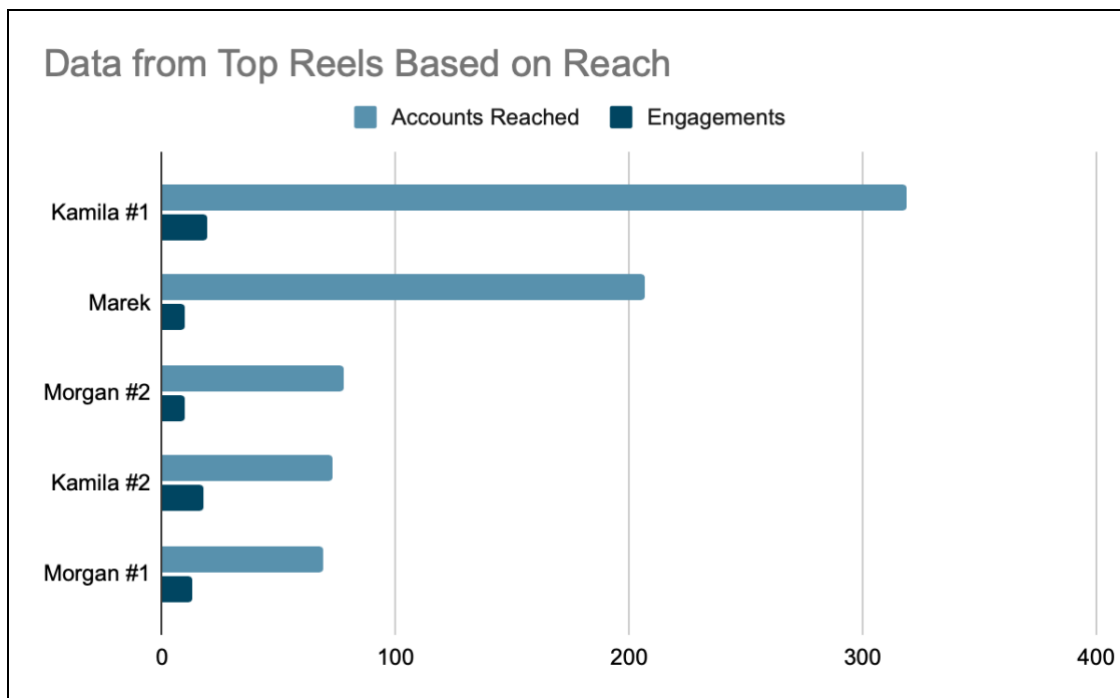 Data from Top Reels Based on Reach
Accounts Reached Engagements
Kamila #1
Marek
Morgan #2
Kamila #2
Morgan #1
0 100 200 300 400